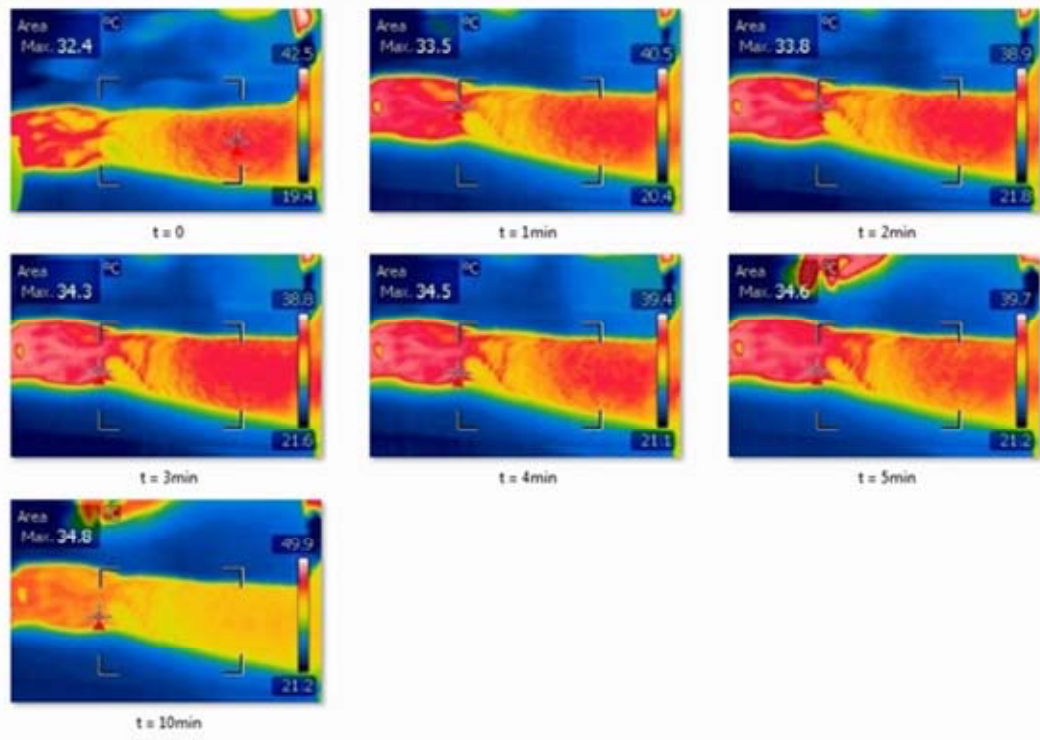 Area °C
Max. 32.4
42.5
19.4
t = 0
Area °C
Max. 33.5
40.5
20.4
t = 1min
Area °C
Max. 33.8
38.9
21.8
t = 2min
Area °C
Max. 34.3
38.8
21.6
t = 3min
Area °C
Max. 34.5
39.4
21.1
t = 4min
Area °C
Max. 34.6
39.7
21.2
t = 5min
Area °C
Max. 34.8
49.9
21.2
t = 10min